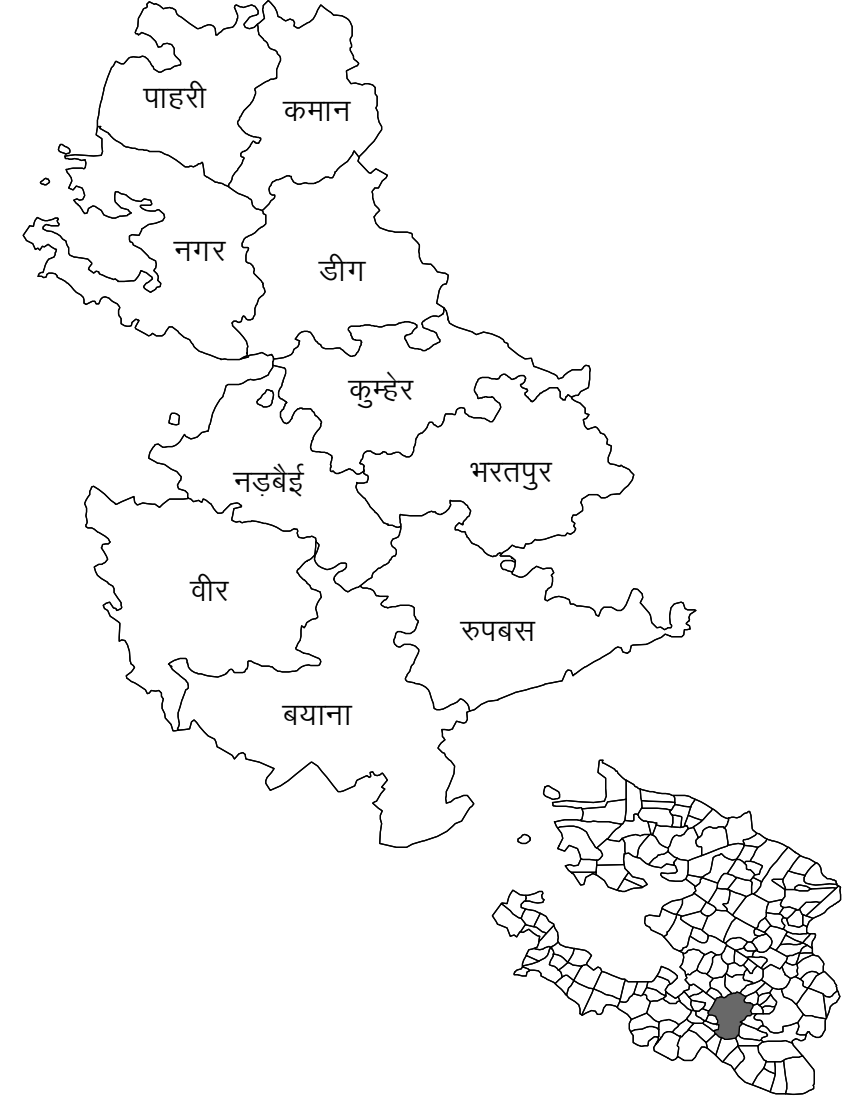 पाहरी
कमान
नगर
डीग
कुम्हेर
भरतपुर
नड़बैई
वीर
रुपबस
बयाना